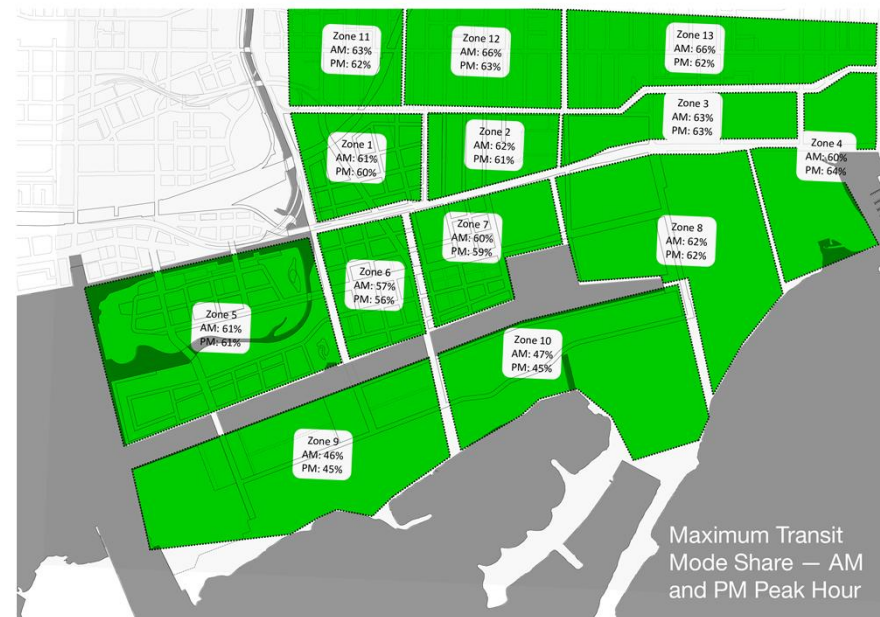 Zone 11
AM: 63%
PM: 62%
Zone 12
AM: 66%
PM: 63%
Zone 13
AM: 66%
PM: 62%
Zone 1
AM: 61%
PM: 60%
Zone 2
AM: 62%
PM: 61%
Zone 3
AM: 63%
PM: 63%
Zone 4
AM: 60%
PM: 64%
Zone 5
AM: 61%
PM: 61%
Zone 6
AM: 57%
PM: 56%
Zone 7
AM: 60%
PM: 59%
Zone 8
AM: 62%
PM: 62%
Zone 9
AM: 46%
PM: 45%
Zone 10
AM: 47%
PM: 45%
Maximum Transit
Mode Share — AM
and PM Peak Hour